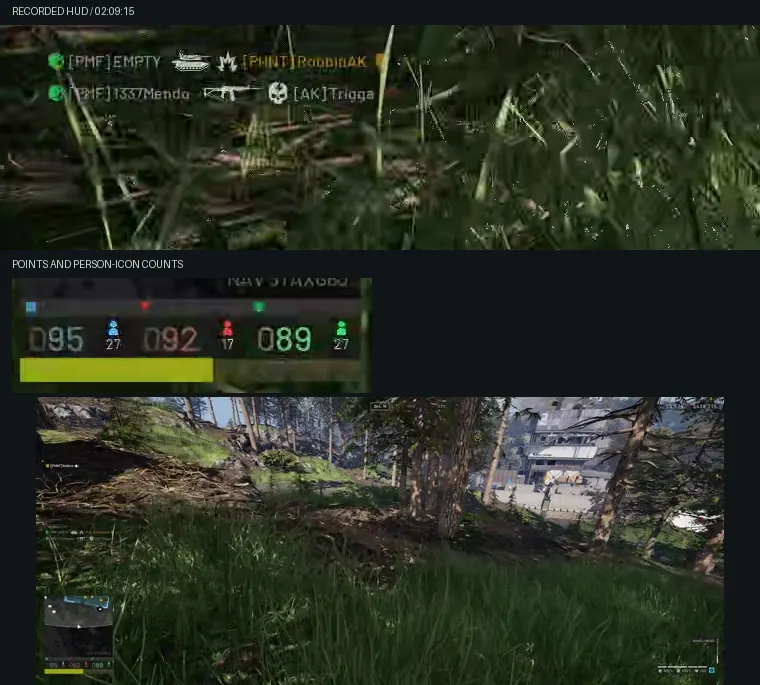 RECORDED HUD / 02:09:15
[PMF]EMPTY [PHNT]RobbinAK
[PMF]1337Mendo [AK]Trigga
POINTS AND PERSON-ICON COUNTS
095 27 092 17 089 27